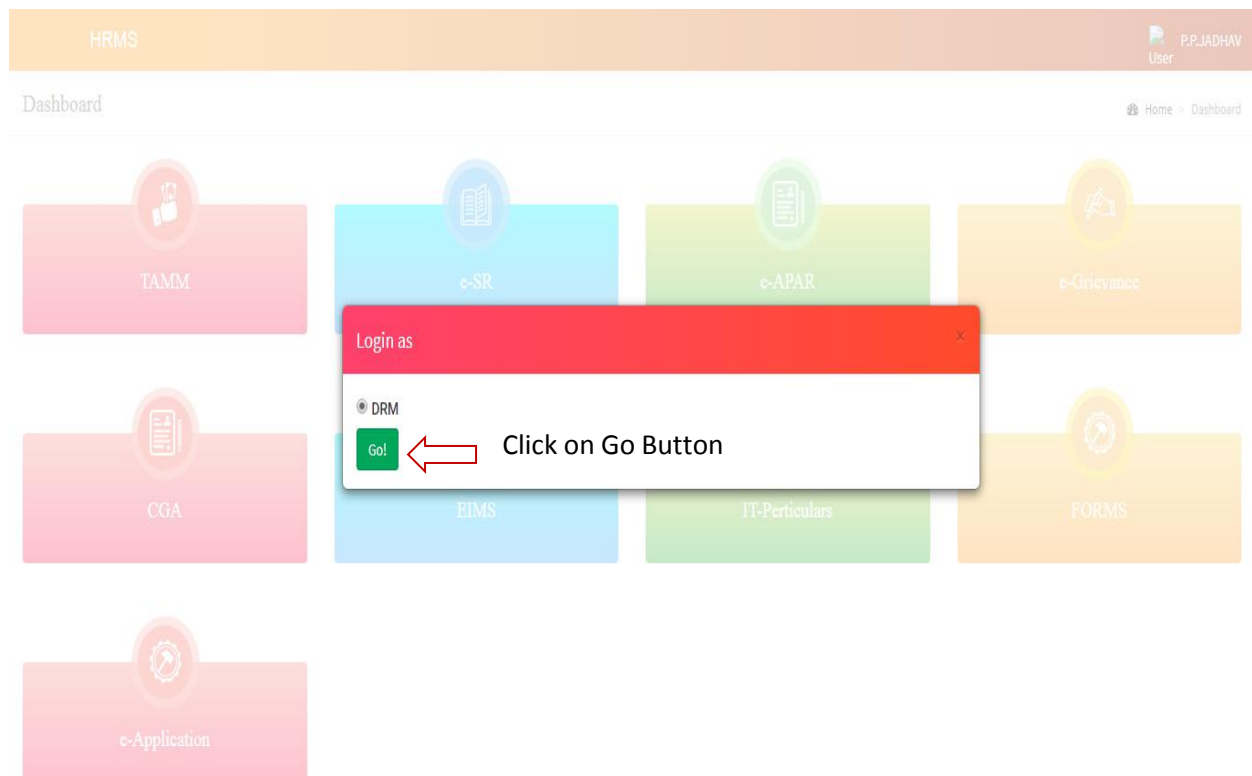 HRMS
User P.P.JADHAV
Dashboard
Home > Dashboard
TAMM
e-SR
e-APAR
e-Grievance
Login as
x
DRM
Go!
Click on Go Button
CGA
EIMS
IT-Perticulars
FORMS
e-Application